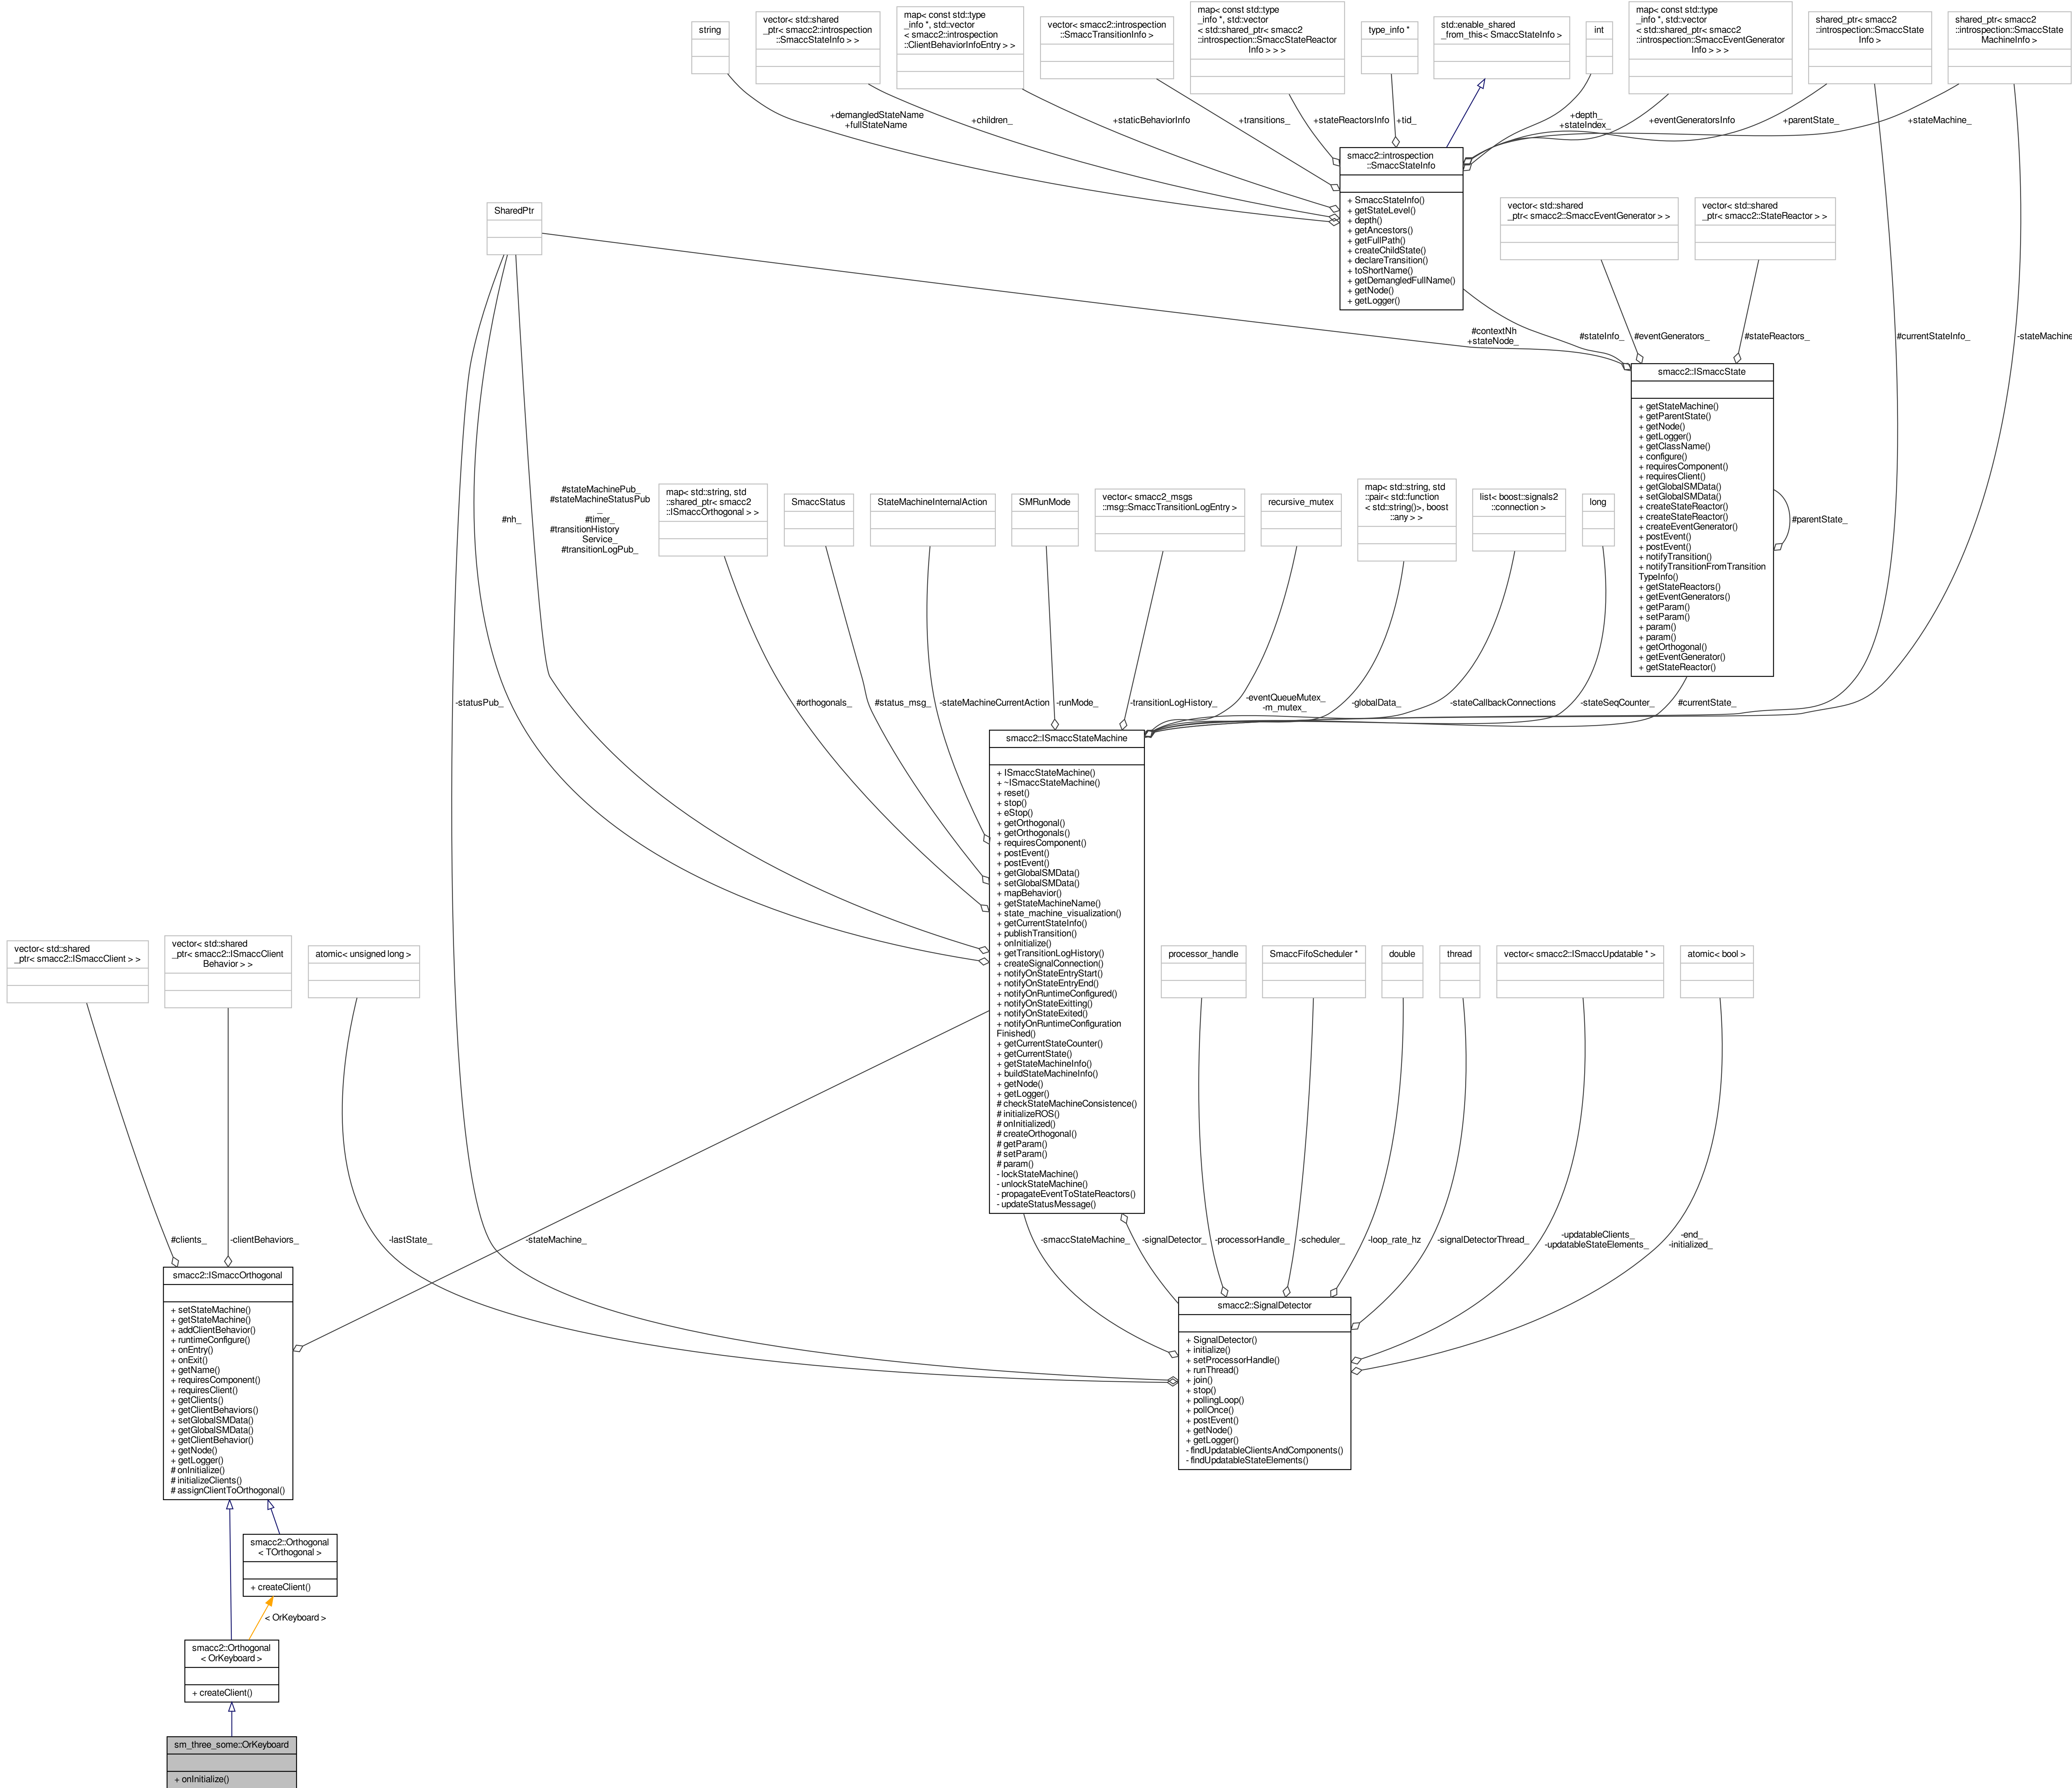 string
vector< std::shared
_ptr< smacc2::introspection
::SmaccStateInfo > >
map< const std::type
_info *, std::vector
< smacc2::introspection
::ClientBehaviorInfoEntry > >
vector< smacc2::introspection
::SmaccTransitionInfo >
map< const std::type
_info *, std::vector
< std::shared_ptr< smacc2
::introspection::SmaccStateReactor
Info > > >
type_info *
std::enable_shared
_from_this< SmaccStateInfo >
int
map< const std::type
_info *, std::vector
< std::shared_ptr< smacc2
::introspection::SmaccEventGenerator
Info > > >
shared_ptr< smacc2
::introspection::SmaccState
Info >
shared_ptr< smacc2
::introspection::SmaccState
MachineInfo >
+demangledStateName
+fullStateName
+children_
+staticBehaviorInfo
+transitions_
+stateReactorsInfo
+tid_
+depth_
+stateIndex_
+eventGeneratorsInfo
+parentState_
+stateMachine_
smacc2::introspection
::SmaccStateInfo
+ SmaccStateInfo()
+ getStateLevel()
+ depth()
+ getAncestors()
+ getFullPath()
+ createChildState()
+ declareTransition()
+ toShortName()
+ getDemangledFullName()
+ getNode()
+ getLogger()
SharedPtr
vector< std::shared
_ptr< smacc2::SmaccEventGenerator > >
vector< std::shared
_ptr< smacc2::StateReactor > >
#contextNh
+stateNode_
#stateInfo_
#eventGenerators_
#stateReactors_
#currentStateInfo_
-stateMachine
smacc2::ISmaccState
+ getStateMachine()
+ getParentState()
+ getNode()
+ getLogger()
+ getClassName()
+ configure()
+ requiresComponent()
+ requiresClient()
+ getGlobalSMData()
+ setGlobalSMData()
+ createStateReactor()
+ createStateReactor()
+ createEventGenerator()
+ postEvent()
+ postEvent()
+ notifyTransition()
+ notifyTransitionFromTransition
TypeInfo()
+ getStateReactors()
+ getEventGenerators()
+ getParam()
+ setParam()
+ param()
+ param()
+ getOrthogonal()
+ getEventGenerator()
+ getStateReactor()
#parentState_
#nh_
#stateMachinePub_
#stateMachineStatusPub
_
#timer_
#transitionHistory
Service_
#transitionLogPub_
map< std::string, std
::shared_ptr< smacc2
::ISmaccOrthogonal > >
SmaccStatus
StateMachineInternalAction
SMRunMode
vector< smacc2_msgs
::msg::SmaccTransitionLogEntry >
recursive_mutex
map< std::string, std
::pair< std::function
< std::string()>, boost
::any > >
list< boost::signals2
::connection >
long
-statusPub_
#orthogonals_
#status_msg_
-stateMachineCurrentAction
-runMode_
-transitionLogHistory_
-eventQueueMutex_
-m_mutex_
-globalData_
-stateCallbackConnections
-stateSeqCounter_
#currentState_
smacc2::ISmaccStateMachine
+ ISmaccStateMachine()
+ ~ISmaccStateMachine()
+ reset()
+ stop()
+ eStop()
+ getOrthogonal()
+ getOrthogonals()
+ requiresComponent()
+ postEvent()
+ postEvent()
+ getGlobalSMData()
+ setGlobalSMData()
+ mapBehavior()
+ getStateMachineName()
+ state_machine_visualization()
+ getCurrentStateInfo()
+ publishTransition()
+ onInitialize()
+ getTransitionLogHistory()
+ createSignalConnection()
+ notifyOnStateEntryStart()
+ notifyOnStateEntryEnd()
+ notifyOnRuntimeConfigured()
+ notifyOnStateExitting()
+ notifyOnStateExited()
+ notifyOnRuntimeConfiguration
Finished()
+ getCurrentStateCounter()
+ getCurrentState()
+ getStateMachineInfo()
+ buildStateMachineInfo()
+ getNode()
+ getLogger()
# checkStateMachineConsistence()
# initializeROS()
# onInitialized()
# createOrthogonal()
# getParam()
# setParam()
# param()
- lockStateMachine()
- unlockStateMachine()
- propagateEventToStateReactors()
- updateStatusMessage()
vector< std::shared
_ptr< smacc2::ISmaccClient > >
vector< std::shared
_ptr< smacc2::ISmaccClient
Behavior > >
atomic< unsigned long >
processor_handle
SmaccFifoScheduler *
double
thread
vector< smacc2::ISmaccUpdatable * >
atomic< bool >
#clients_
-clientBehaviors_
-lastState_
-stateMachine_
-smaccStateMachine_
-signalDetector_
-processorHandle_
-scheduler_
-loop_rate_hz
-signalDetectorThread_
-updatableClients_
-updatableStateElements_
-end_
-initialized_
smacc2::ISmaccOrthogonal
+ setStateMachine()
+ getStateMachine()
+ addClientBehavior()
+ runtimeConfigure()
+ onEntry()
+ onExit()
+ getName()
+ requiresComponent()
+ requiresClient()
+ getClients()
+ getClientBehaviors()
+ setGlobalSMData()
+ getGlobalSMData()
+ getClientBehavior()
+ getNode()
+ getLogger()
# onInitialize()
# initializeClients()
# assignClientToOrthogonal()
smacc2::SignalDetector
+ SignalDetector()
+ initialize()
+ setProcessorHandle()
+ runThread()
+ join()
+ stop()
+ pollingLoop()
+ pollOnce()
+ postEvent()
+ getNode()
+ getLogger()
- findUpdatableClientsAndComponents()
- findUpdatableStateElements()
smacc2::Orthogonal
< TOrthogonal >
+ createClient()
< OrKeyboard >
smacc2::Orthogonal
< OrKeyboard >
+ createClient()
sm_three_some::OrKeyboard
+ onInitialize()